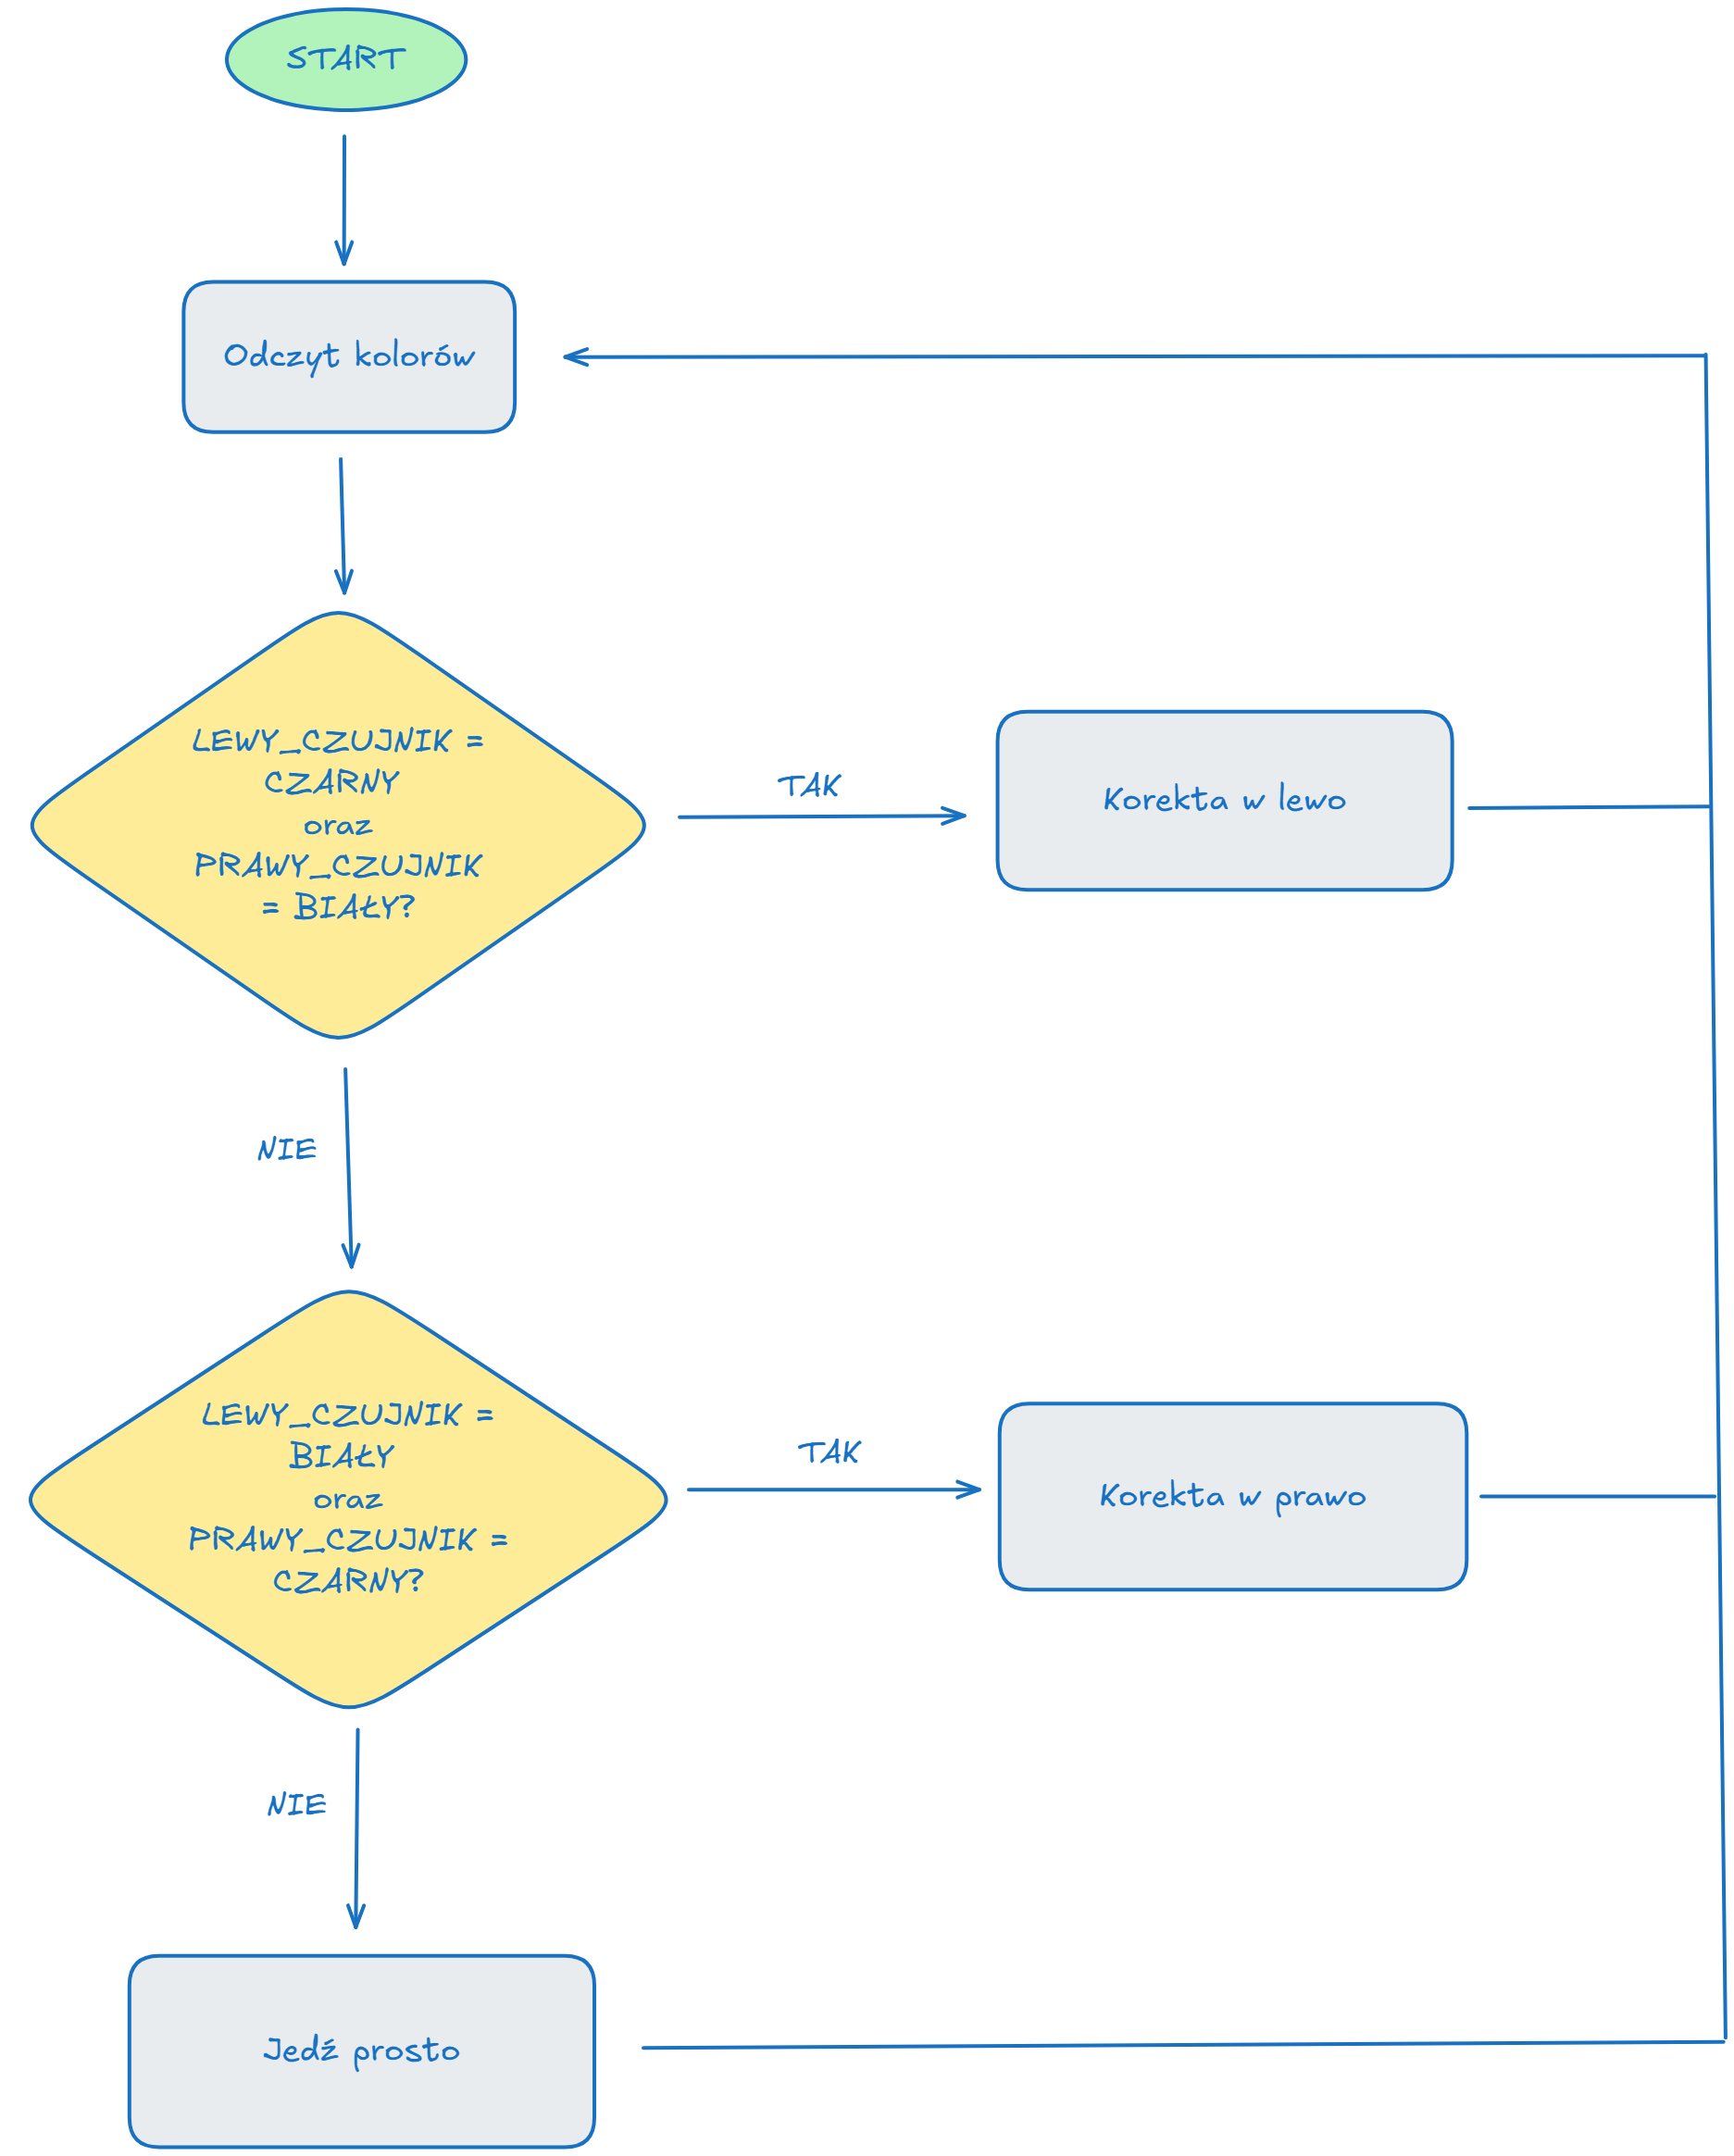 START
Odczyt kolorów
LEWY_CZUJNIK =
CZARNY
oraz
PRAWY_CZUJNIK
= BIAŁY?
TAK
Korekta w lewo
NIE
LEWY_CZUJNIK =
BIAŁY
oraz
PRAWY_CZUJNIK =
CZARNY?
TAK
Korekta w prawo
NIE
Jedź prosto